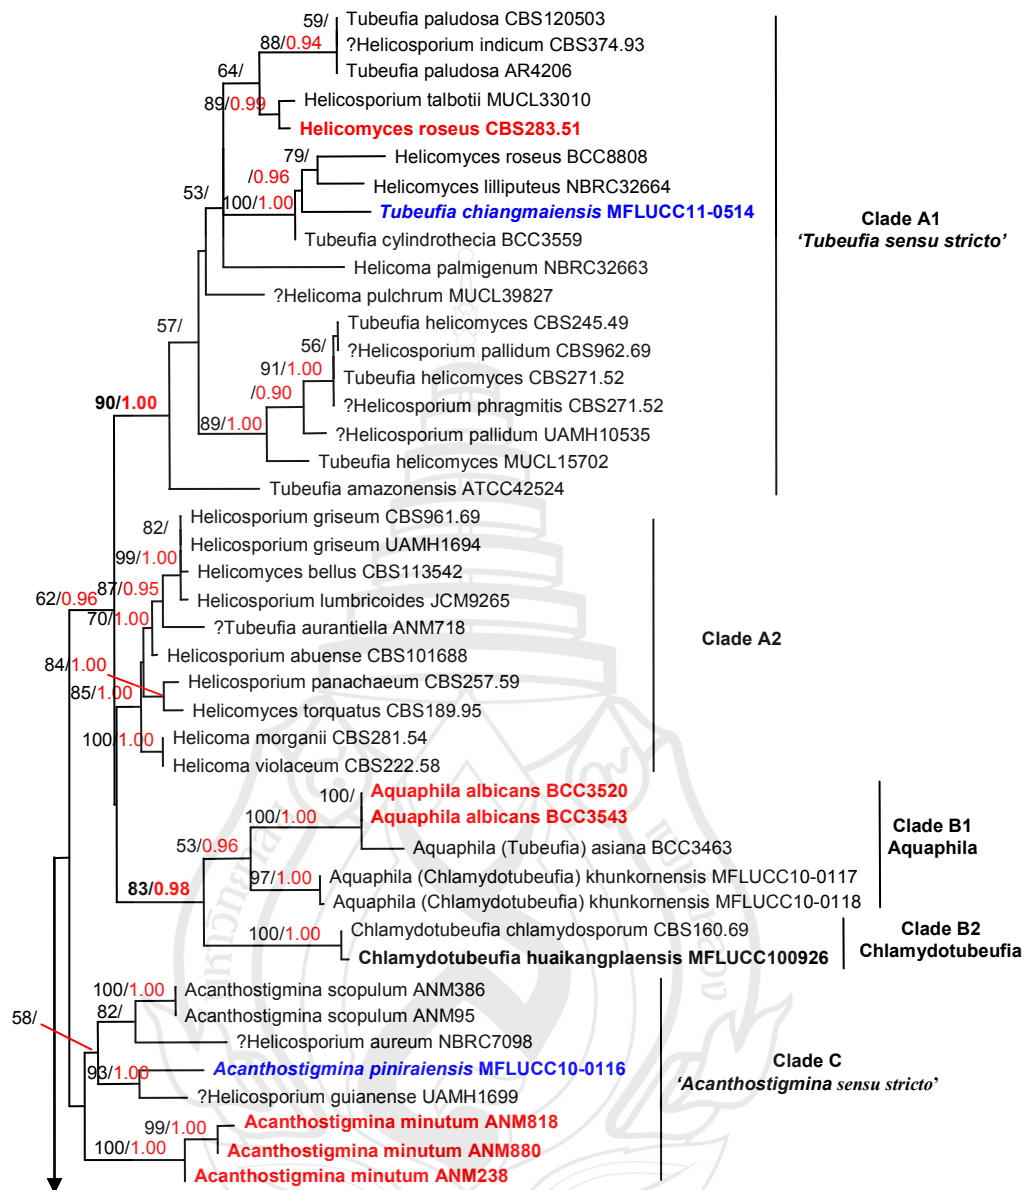 59/
Tubeufia paludosa CBS120503
88/0.94
?Helicosporium indicum CBS374.93
Tubeufia paludosa AR4206
64/
89/0.99
Helicosporium talbotii MUCL33010
Helicomyces roseus CBS283.51
79/
Helicomyces roseus BCC8808
/0.96
Helicomyces lilliputeus NBRC32664
53/
100/1.00
Tubeufia chiangmaiensis MFLUCC11-0514
Tubeufia cylindrothecia BCC3559
Clade A1
'Tubeufia sensu stricto'
Helicoma palmigenum NBRC32663
?Helicoma pulchrum MUCL39827
57/
Tubeufia helicomyces CBS245.49
56/
?Helicosporium pallidum CBS962.69
91/1.00
Tubeufia helicomyces CBS271.52
/0.90
?Helicosporium phragmitis CBS271.52
90/1.00
89/1.00
?Helicosporium pallidum UAMH10535
Tubeufia helicomyces MUCL15702
Tubeufia amazonensis ATCC42524
Helicosporium griseum CBS961.69
82/
Helicosporium griseum UAMH1694
99/1.00
Helicomyces bellus CBS113542
87/0.95
62/0.96
Helicosporium lumbricoides JCM9265
70/1.00
?Tubeufia aurantiella ANM718
Clade A2
Helicosporium abuense CBS101688
84/1.00
Helicosporium panachaeum CBS257.59
85/1.00
Helicomyces torquatus CBS189.95
100/1.00
Helicoma morganii CBS281.54
Helicoma violaceum CBS222.58
100/
Aquaphila albicans BCC3520
100/1.00
Aquaphila albicans BCC3543
Clade B1
Aquaphila
53/0.96
Aquaphila (Tubeufia) asiana BCC3463
97/1.00
Aquaphila (Chlamydotubeufia) khunkornensis MFLUCC10-0117
83/0.98
Aquaphila (Chlamydotubeufia) khunkornensis MFLUCC10-0118
100/1.00
Chlamydotubeufia chlamydosporum CBS160.69
Clade B2
Chlamydotubeufia
Chlamydotubeufia huaikangplaensis MFLUCC100926
100/1.00
Acanthostigmina scopulum ANM386
82/
Acanthostigmina scopulum ANM95
58/
?Helicosporium aureum NBRC7098
93/1.00
Acanthostigmina piniraiensis MFLUCC10-0116
Clade C
'Acanthostigmina sensu stricto'
?Helicosporium guianense UAMH1699
99/1.00
Acanthostigmina minutum ANM818
100/1.00
Acanthostigmina minutum ANM880
Acanthostigmina minutum ANM238